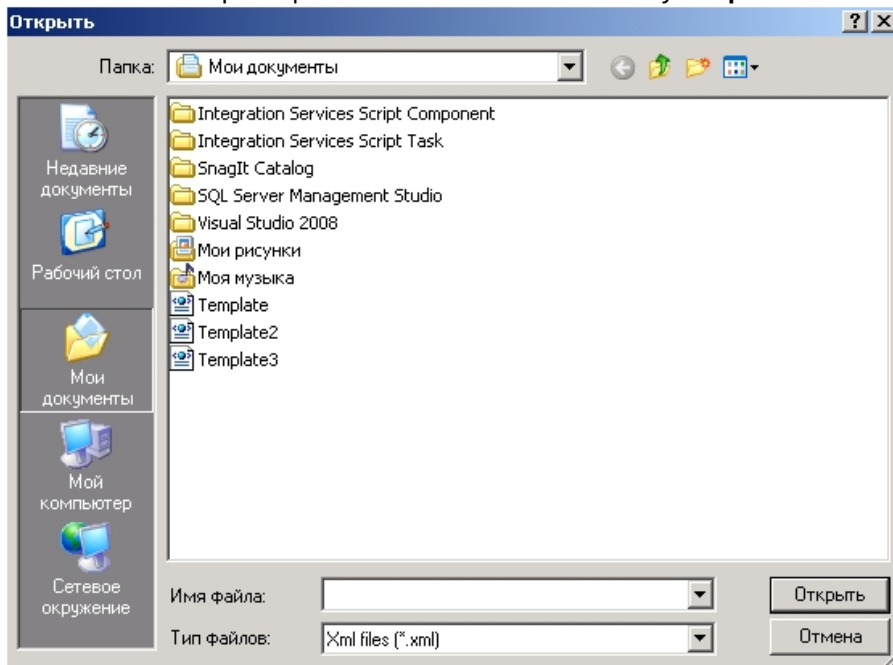 Открыть
Папка:
Мои документы
Недавние
документы
Рабочий стол
Мои
документы
Мой
компьютер
Сетевое
окружение
Integration Services Script Component
Integration Services Script Task
SnagIt Catalog
SQL Server Management Studio
Visual Studio 2008
Мои рисунки
Моя музыка
Template
Template2
Template3
Имя файла:
Открыть
Тип файлов:
Xml files (*.xml)
Отмена